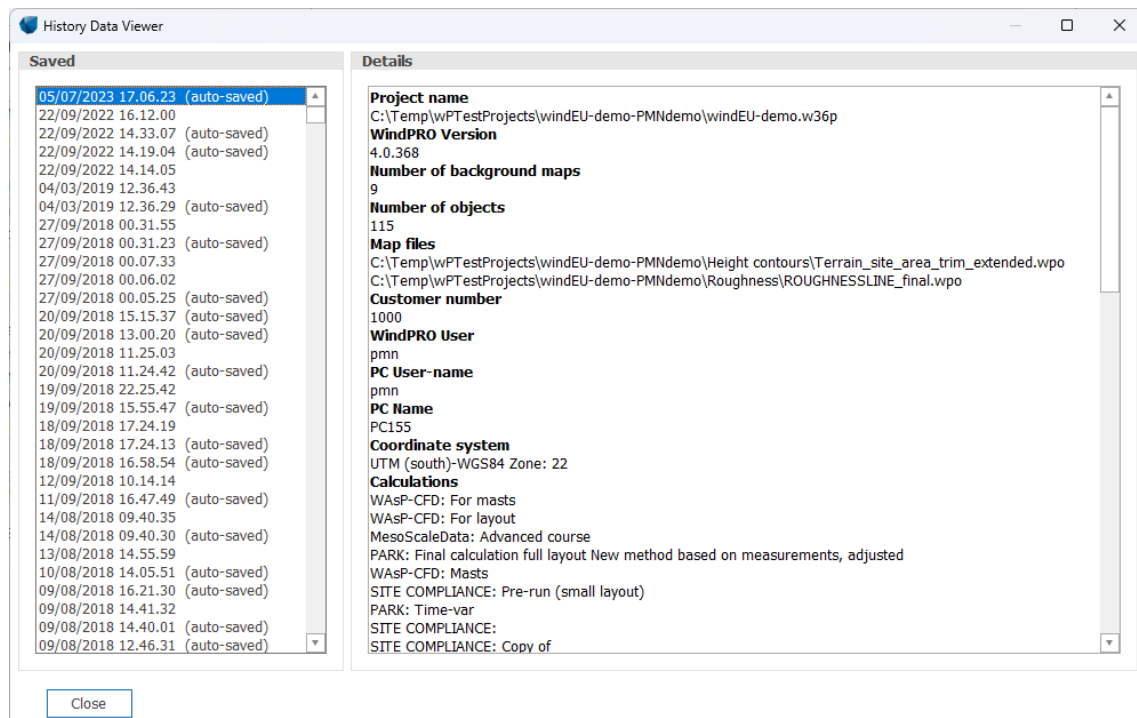 History Data Viewer
Saved
05/07/2023 17.06.23 (auto-saved)
22/09/2022 16.12.00
22/09/2022 14.33.07 (auto-saved)
22/09/2022 14.19.04 (auto-saved)
22/09/2022 14.14.05
04/03/2019 12.36.43
04/03/2019 12.36.29 (auto-saved)
27/09/2018 00.31.55
27/09/2018 00.31.23 (auto-saved)
27/09/2018 00.07.33
27/09/2018 00.06.02
27/09/2018 00.05.25 (auto-saved)
20/09/2018 15.15.37 (auto-saved)
20/09/2018 13.00.20 (auto-saved)
20/09/2018 11.25.03
20/09/2018 11.24.42 (auto-saved)
19/09/2018 22.25.42
19/09/2018 15.55.47 (auto-saved)
18/09/2018 17.24.19
18/09/2018 17.24.13 (auto-saved)
18/09/2018 16.58.54 (auto-saved)
12/09/2018 10.14.14
11/09/2018 16.47.49 (auto-saved)
14/08/2018 09.40.35
14/08/2018 09.40.30 (auto-saved)
13/08/2018 14.55.59
10/08/2018 14.05.51 (auto-saved)
09/08/2018 16.21.30 (auto-saved)
09/08/2018 14.41.32
09/08/2018 14.40.01 (auto-saved)
09/08/2018 12.46.31 (auto-saved)
Details
Project name
C:\Temp\wPTestProjects\windEU-demo-PMNdemo\windEU-demo.w36p
WindPRO Version
4.0.368
Number of background maps
9
Number of objects
115
Map files
C:\Temp\wPTestProjects\windEU-demo-PMNdemo\Height contours\Terrain_site_area_trim_extended.wpo
C:\Temp\wPTestProjects\windEU-demo-PMNdemo\Roughness\ROUGHNESSLINE_final.wpo
Customer number
1000
WindPRO User
pmn
PC User-name
pmn
PC Name
PC155
Coordinate system
UTM (south)-WGS84 Zone: 22
Calculations
WAsP-CFD: For masts
WAsP-CFD: For layout
MesoScaleData: Advanced course
PARK: Final calculation full layout New method based on measurements, adjusted
WAsP-CFD: Masts
SITE COMPLIANCE: Pre-run (small layout)
PARK: Time-var
SITE COMPLIANCE:
SITE COMPLIANCE: Copy of
Close